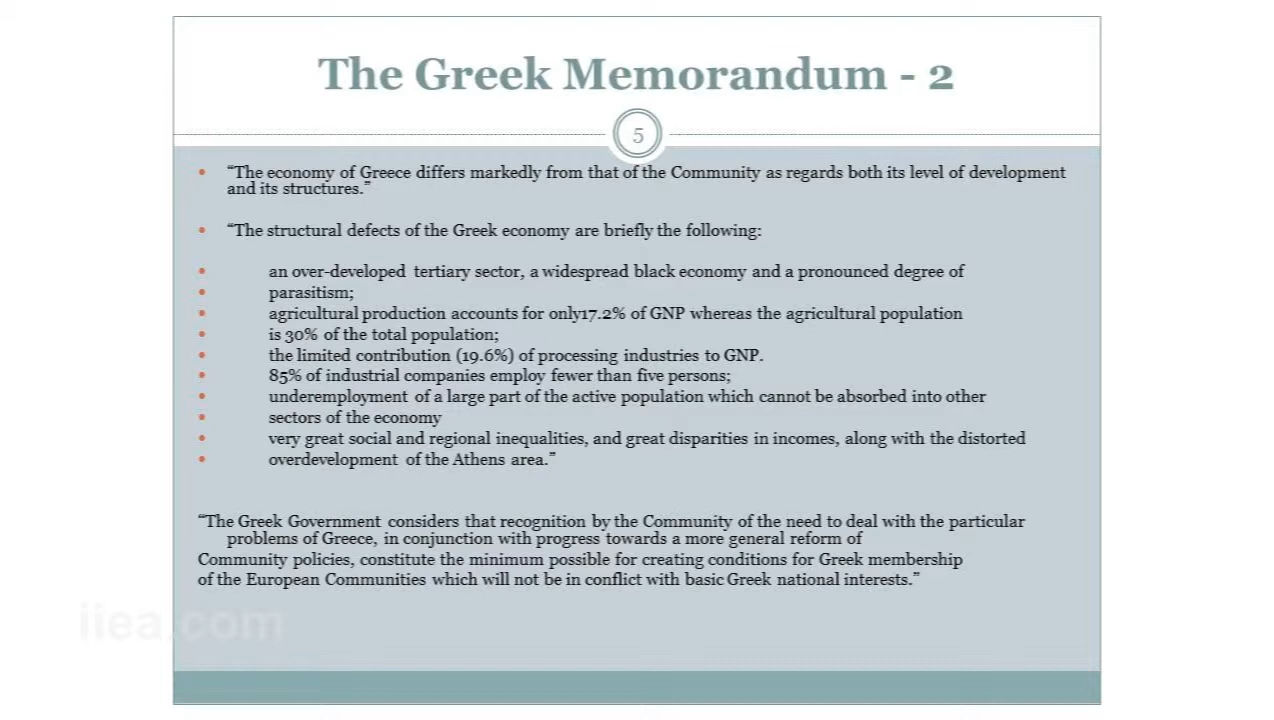 The Greek Memorandum - 2
5
• “The economy of Greece differs markedly from that of the Community as regards both its level of development
and its structures.”
• “The structural defects of the Greek economy are briefly the following:
• an over-developed tertiary sector, a widespread black economy and a pronounced degree of
• parasitism;
• agricultural production accounts for only17.2% of GNP whereas the agricultural population
• is 30% of the total population;
• the limited contribution (19.6%) of processing industries to GNP.
• 85% of industrial companies employ fewer than five persons;
• underemployment of a large part of the active population which cannot be absorbed into other
• sectors of the economy
• very great social and regional inequalities, and great disparities in incomes, along with the distorted
• overdevelopment of the Athens area.”
“The Greek Government considers that recognition by the Community of the need to deal with the particular
problems of Greece, in conjunction with progress towards a more general reform of
Community policies, constitute the minimum possible for creating conditions for Greek membership
of the European Communities which will not be in conflict with basic Greek national interests.”
iiea.com